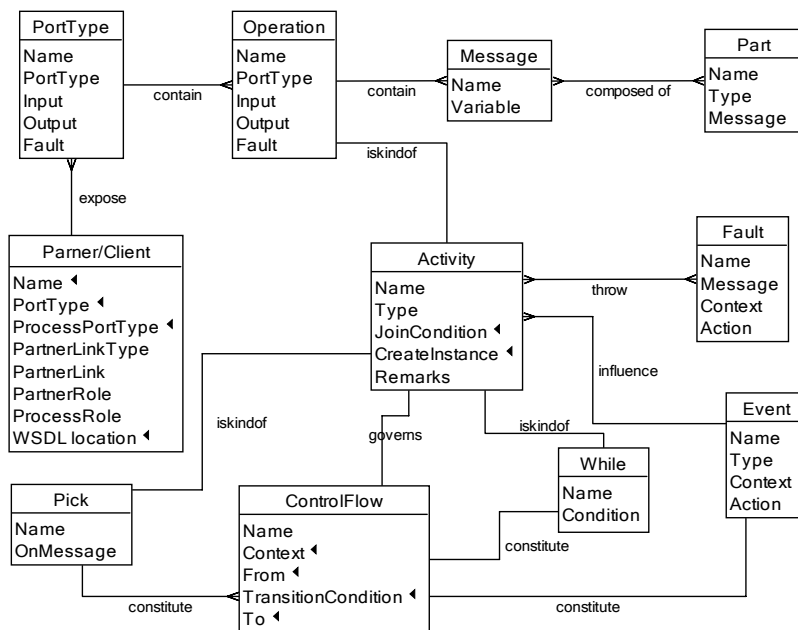 PortType
Name
PortType
Input
Output
Fault
contain
Operation
Name
PortType
Input
Output
Fault
contain
Message
Name
Variable
composed of
Part
Name
Type
Message
iskindof
expose
Parner/Client
Name
PortType
ProcessPortType
PartnerLinkType
PartnerLink
PartnerRole
ProcessRole
WSDL location
Activity
Name
Type
JoinCondition
CreateInstance
Remarks
throw
Fault
Name
Message
Context
Action
influence
iskindof
governs
iskindof
Event
Name
Type
Context
Action
While
Name
Condition
Pick
Name
OnMessage
ControlFlow
Name
Context
From
TransitionCondition
To
constitute
constitute
constitute